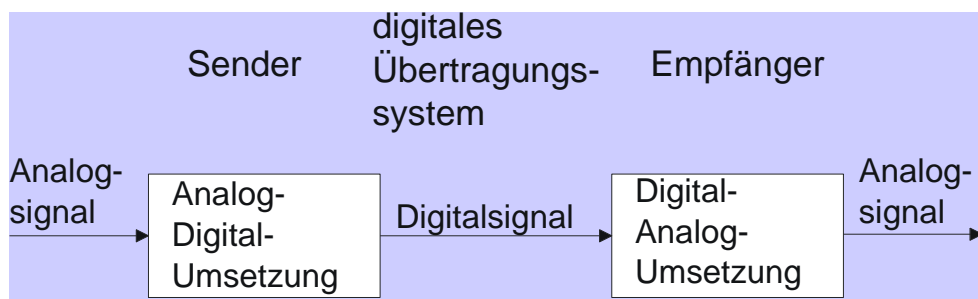 Sender
digitales
Übertragungs-
system
Empfänger
Analog-
signal
Analog-
Digital-
Umsetzung
Digitalsignal
Digital-
Analog-
Umsetzung
Analog-
signal